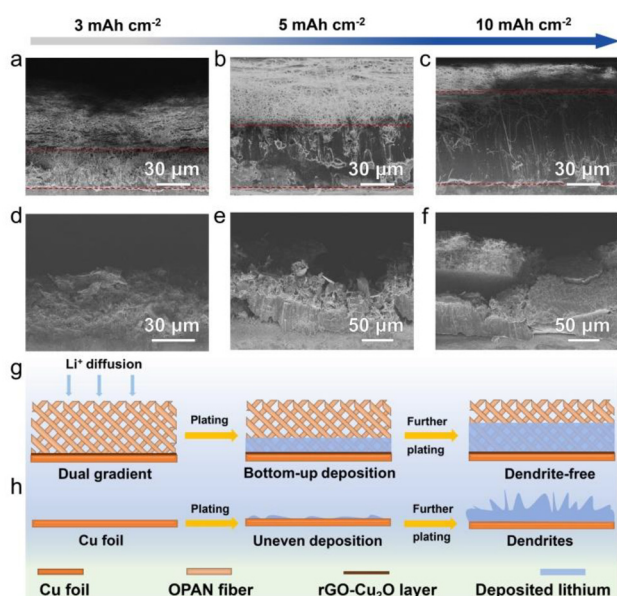 3 mAh cm-2 5 mAh cm-2 10 mAh cm-2
a b c
30 μm 30 μm 30 μm
d e f
30 μm 50 μm 50 μm
g
Li⁺ diffusion
Plating Further
plating
Dual gradient Bottom-up deposition Dendrite-free
h
Plating Further
plating
Cu foil Uneven deposition Dendrites
Cu foil OPAN fiber rGO-Cu₂O layer Deposited lithium